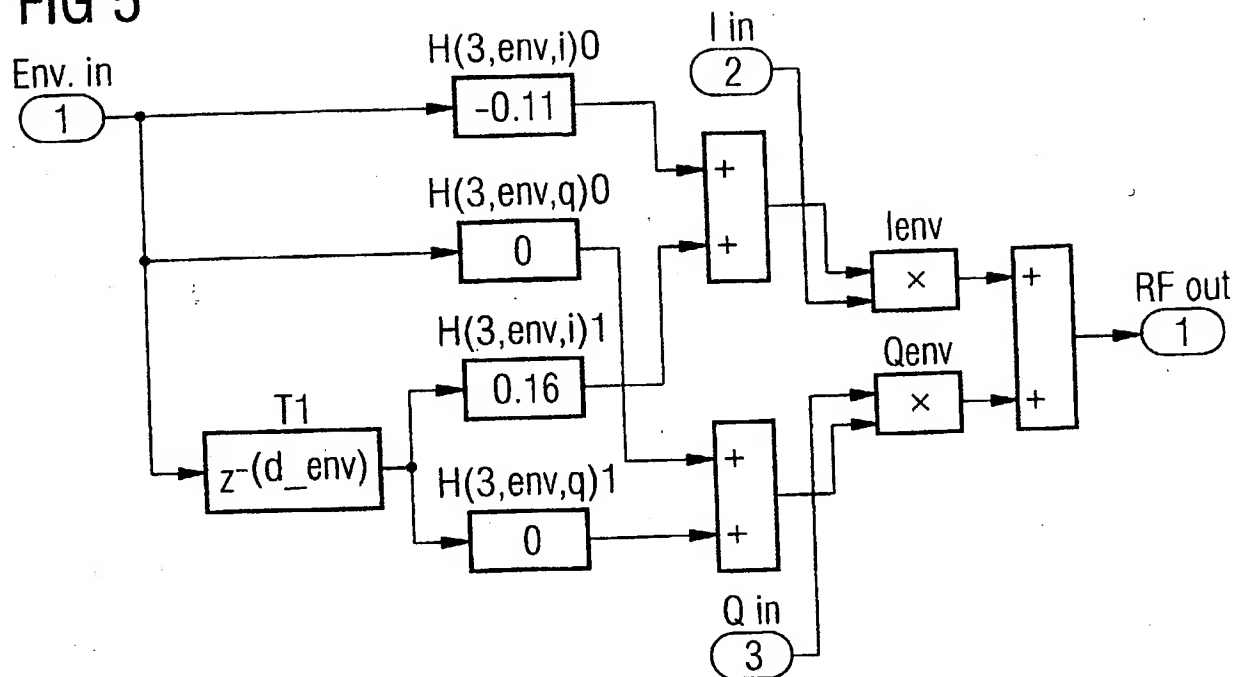 FIG 5
I in
2
Env. in
1
H(3,env,i)0
-0.11
H(3,env,q)0
0
H(3,env,i)1
0.16
T1
z-(d_env)
H(3,env,q)1
0
+
+
+
+
Ienv
×
Qenv
×
+
+
RF out
1
Q in
3